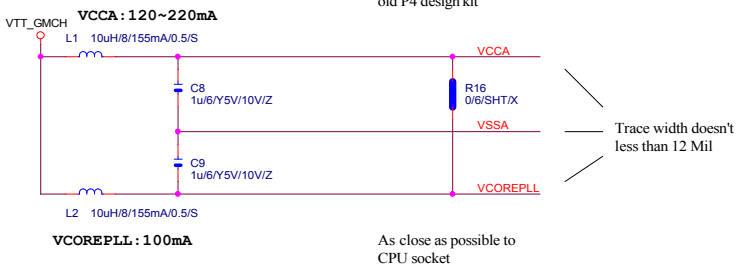 old P4 design kit
VCCA:120~220mA
VTT_GMCH
L1 10uH/8/155mA/0.5/S
VCCA
C8
1u/6/Y5V/10V/Z
R16
0/6/SHT/X
VSSA
Trace width doesn't
less than 12 Mil
C9
1u/6/Y5V/10V/Z
VCOREPLL
L2 10uH/8/155mA/0.5/S
VCOREPLL:100mA
As close as possible to
CPU socket